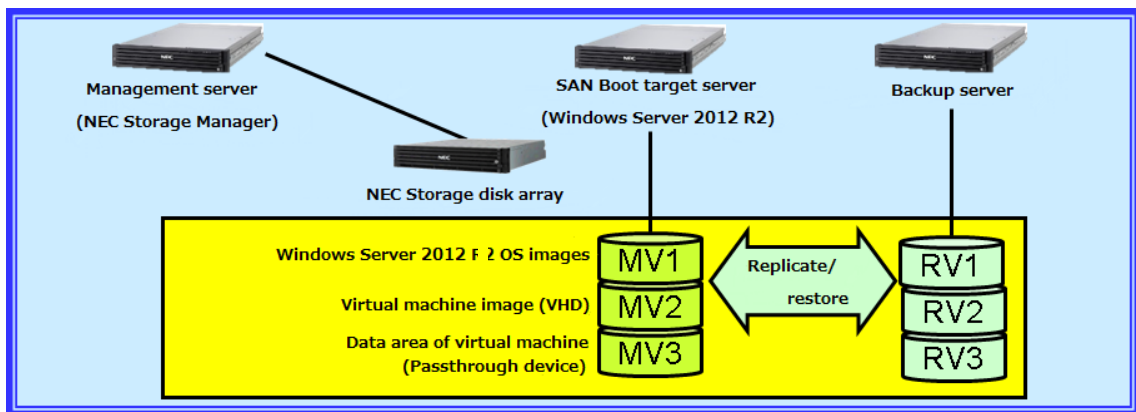 Management server
(NEC Storage Manager)
SAN Boot target server
(Windows Server 2012 R2)
Backup server
NEC Storage disk array
Windows Server 2012 R2 OS images
MV1
Virtual machine image (VHD)
MV2
Data area of virtual machine
(Passthrough device)
MV3
Replicate/
restore
RV1
RV2
RV3